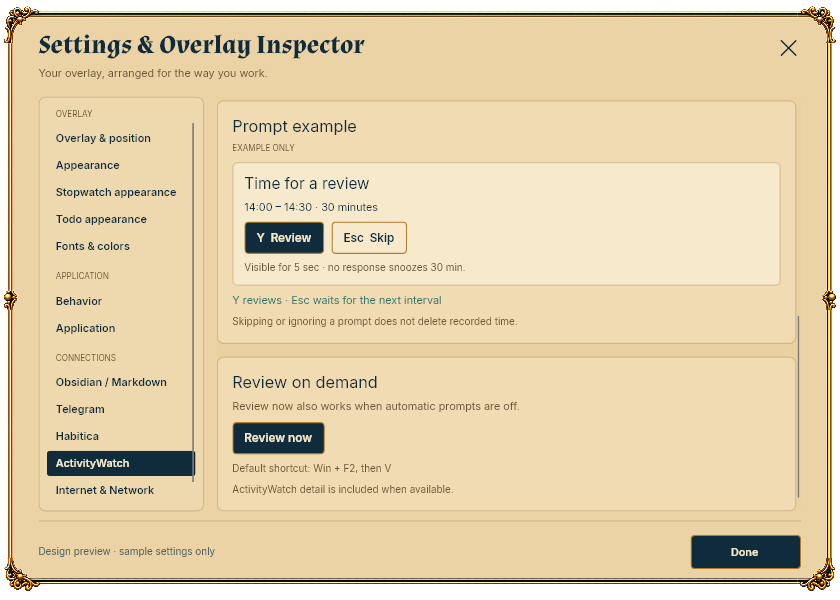 Settings & Overlay Inspector
Your overlay, arranged for the way you work.
OVERLAY
Overlay & position
Appearance
Stopwatch appearance
Todo appearance
Fonts & colors
APPLICATION
Behavior
Application
CONNECTIONS
Obsidian / Markdown
Telegram
Habitica
ActivityWatch
Internet & Network
Prompt example
EXAMPLE ONLY
Time for a review
14:00 – 14:30 · 30 minutes
Y Review
Esc Skip
Visible for 5 sec · no response snoozes 30 min.
Y reviews · Esc waits for the next interval
Skipping or ignoring a prompt does not delete recorded time.
Review on demand
Review now also works when automatic prompts are off.
Review now
Default shortcut: Win + F2, then V
ActivityWatch detail is included when available.
Design preview · sample settings only
Done